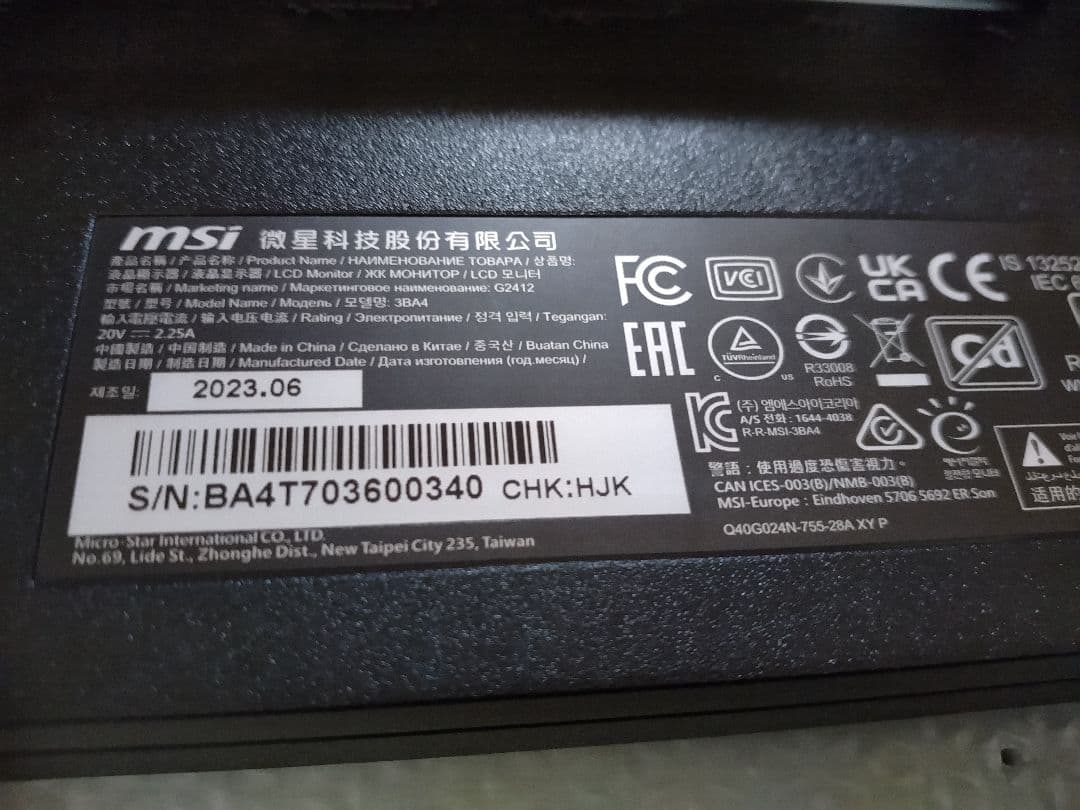 msi 微星科技股份有限公司
產品名稱 / 产品名称 / Product Name / НАИМЕНОВАНИЕ ТОВАРА / 상품명:
液晶顯示器 / 液晶显示器 / LCD Monitor / ЖК МОНИТОР / LCD 모니터
市場名稱 / Marketing name / Маркетинговое наименование: G2412
型號 / 型号 / Model Name / Модель / 모델명: 3BA4
輸入電壓電流 / 输入电压电流 / Rating / Электропитание / 정격 입력 / Tegangan:
20V ⎓ 2.25A
中國製造 / 中国制造 / Made in China / Сделано в Китае / 중국산 / Buatan China
製造日期 / 制造日期 / Manufactured Date / Дата изготовления (год.месяц) /
제조일: 2023.06
S/N:BA4T703600340 CHK:HJK
Micro-Star International CO., LTD.
No.69, Lide St., Zhonghe Dist., New Taipei City 235, Taiwan
FC VCI UK CA CE
IS 13252
IEC
EAC
TÜVRheinland
C US
R33008
RoHS
(주) 엠에스아이코리아
A/S 전화 : 1644-4038
R-R-MSI-3BA4
警語 : 使用過度恐傷害視力。
CAN ICES-003(B)/NMB-003(B)
MSI-Europe : Eindhoven 5706 5692 ER Son
Q40G024N-755-28A XY P
适用的